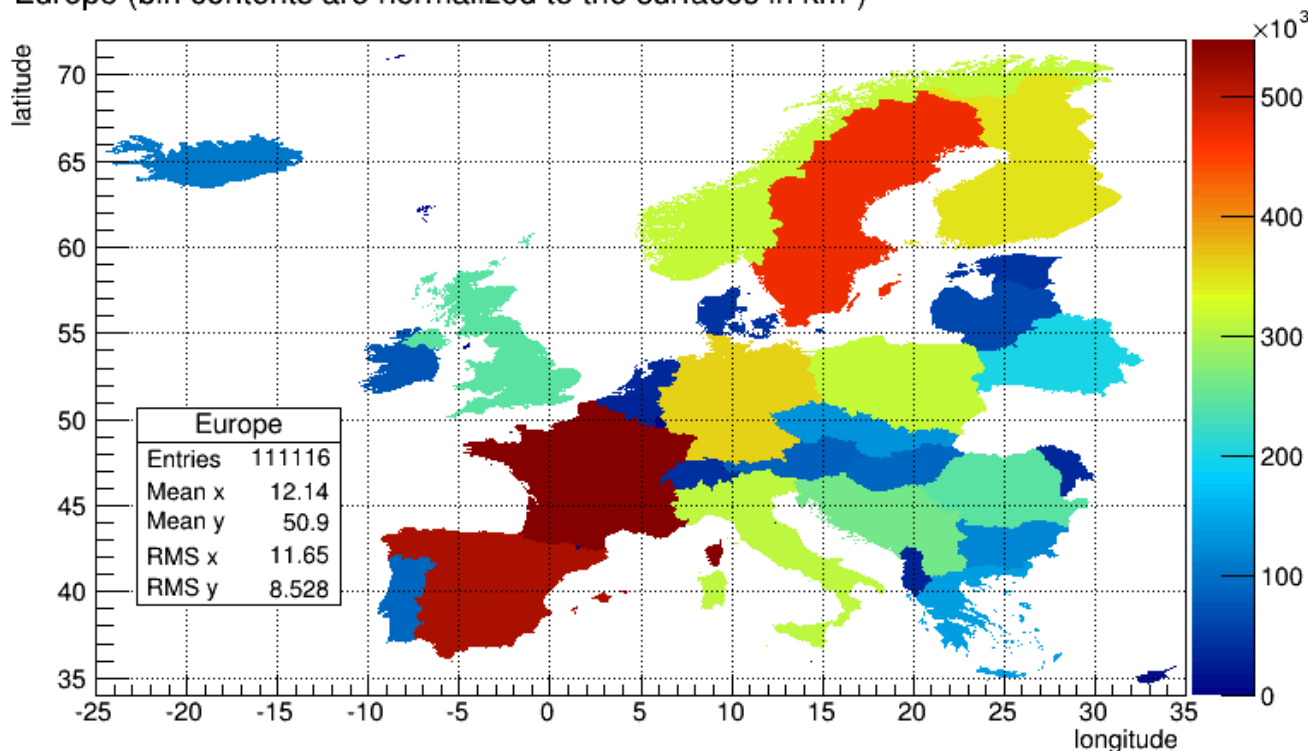 Europe (bin contents are normalized to the surfaces in km²)
×10³
latitude
70
65
60
55
50
45
40
35
500
400
300
200
100
0
Europe
Entries 111116
Mean x 12.14
Mean y 50.9
RMS x 11.65
RMS y 8.528
-25 -20 -15 -10 -5 0 5 10 15 20 25 30 35
longitude